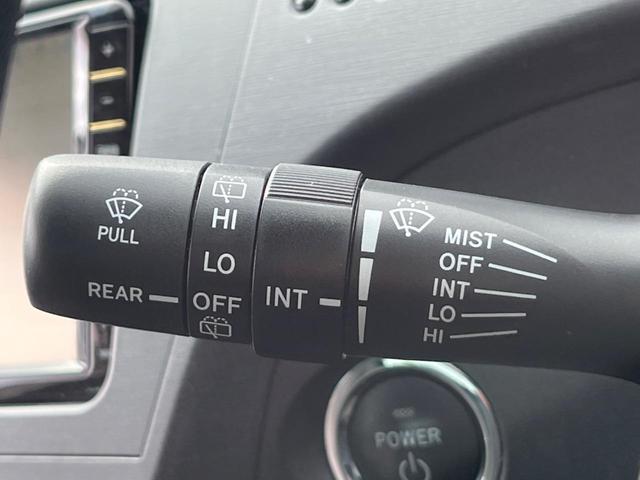 PULL
REAR
HI
LO
OFF
INT
MIST
OFF
INT
LO
HI
POWER